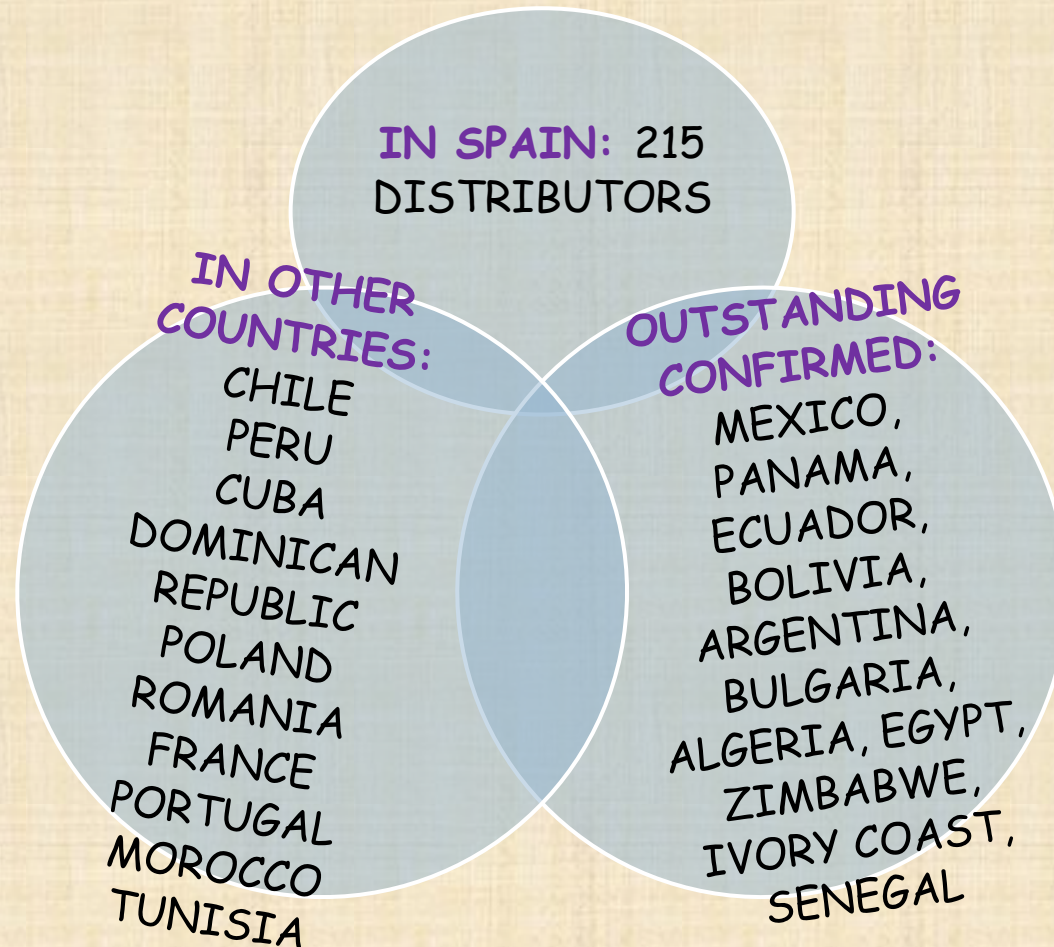 IN SPAIN: 215
DISTRIBUTORS
IN OTHER
COUNTRIES:
CHILE
PERU
CUBA
DOMINICAN
REPUBLIC
POLAND
ROMANIA
FRANCE
PORTUGAL
MOROCCO
TUNISIA
OUTSTANDING
CONFIRMED:
MEXICO,
PANAMA,
ECUADOR,
BOLIVIA,
ARGENTINA,
BULGARIA,
ALGERIA, EGYPT,
ZIMBABWE,
IVORY COAST,
SENEGAL